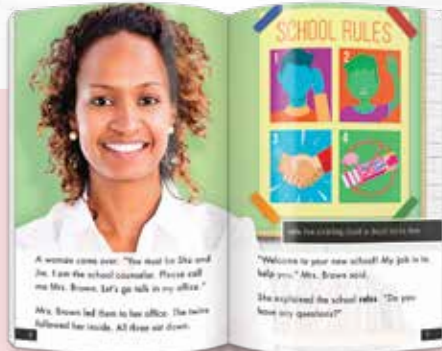 SCHOOL RULES
1
2
3
4
A woman came over. "You must be Sha and
Jae. I am the school counselor. Please call
me Mrs. Brown. Let's go talk in my office."
Mrs. Brown led them to her office. The twins
followed her inside. All three sat down.
"Welcome to your new school! My job is to
help you." Mrs. Brown said.
She explained the school rules. "Do you
have any questions?"